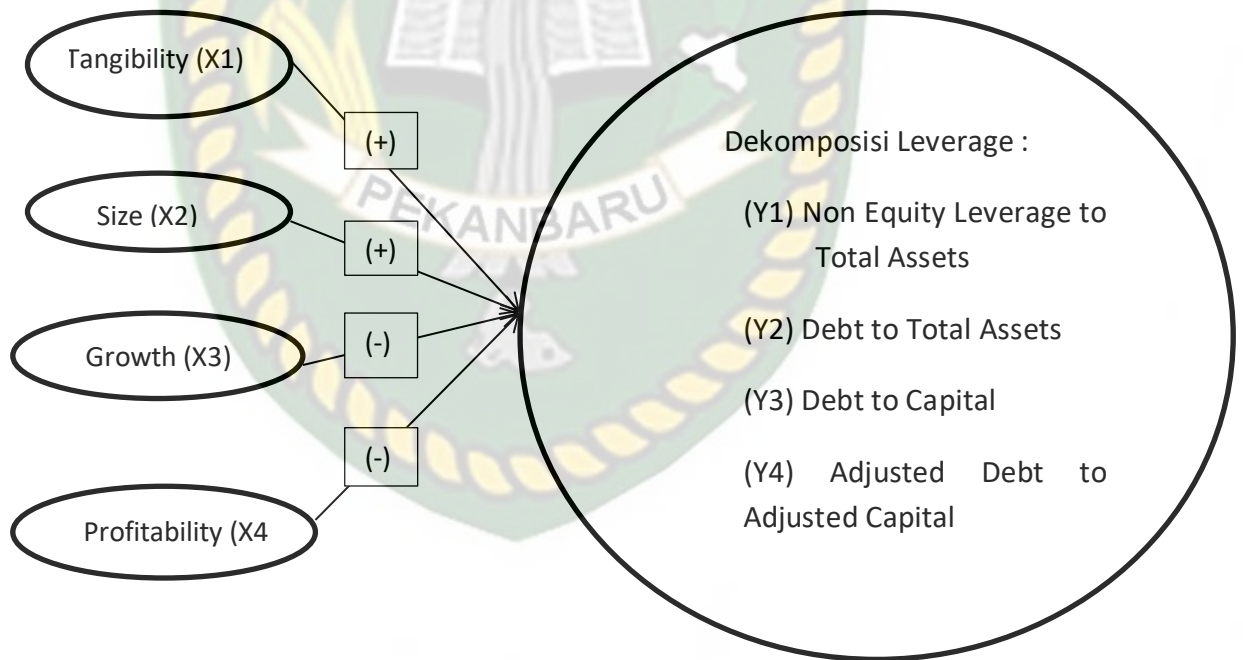 Tangibility (X1)
(+)
Size (X2)
(+)
Growth (X3)
(-)
Profitability (X4
(-)
PEKANBARU
Dekomposisi Leverage :
(Y1) Non Equity Leverage to
Total Assets
(Y2) Debt to Total Assets
(Y3) Debt to Capital
(Y4) Adjusted Debt to
Adjusted Capital